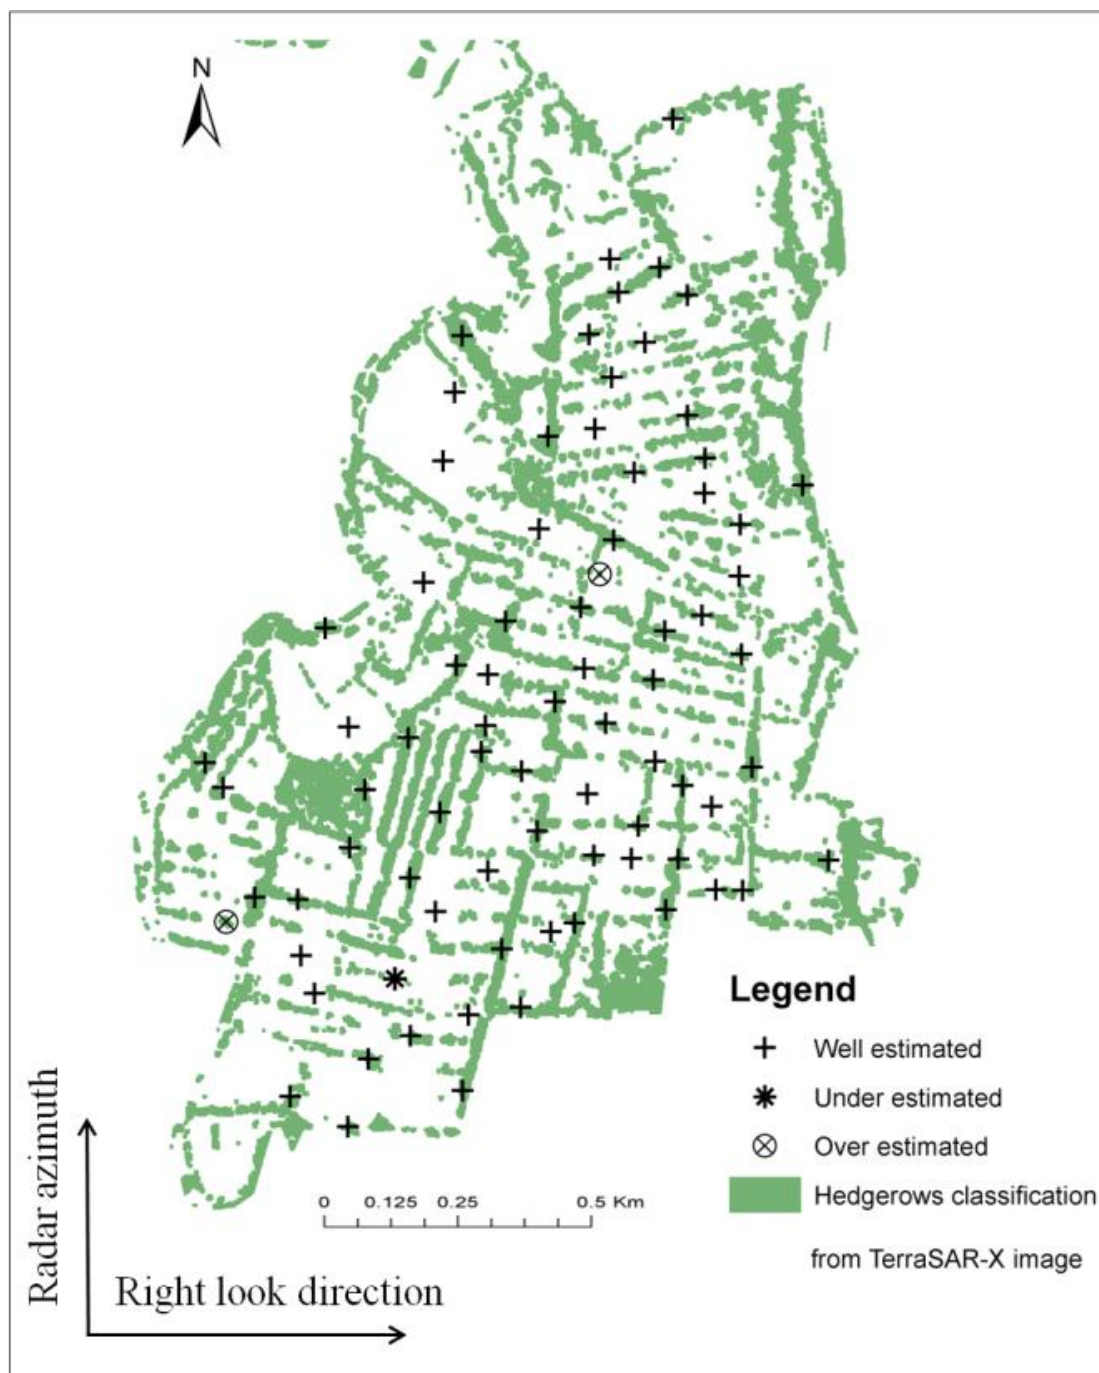 N
Legend
Well estimated
Under estimated
Over estimated
Hedgerows classification
from TerraSAR-X image
0 0.125 0.25 0.5 Km
Radar azimuth
Right look direction